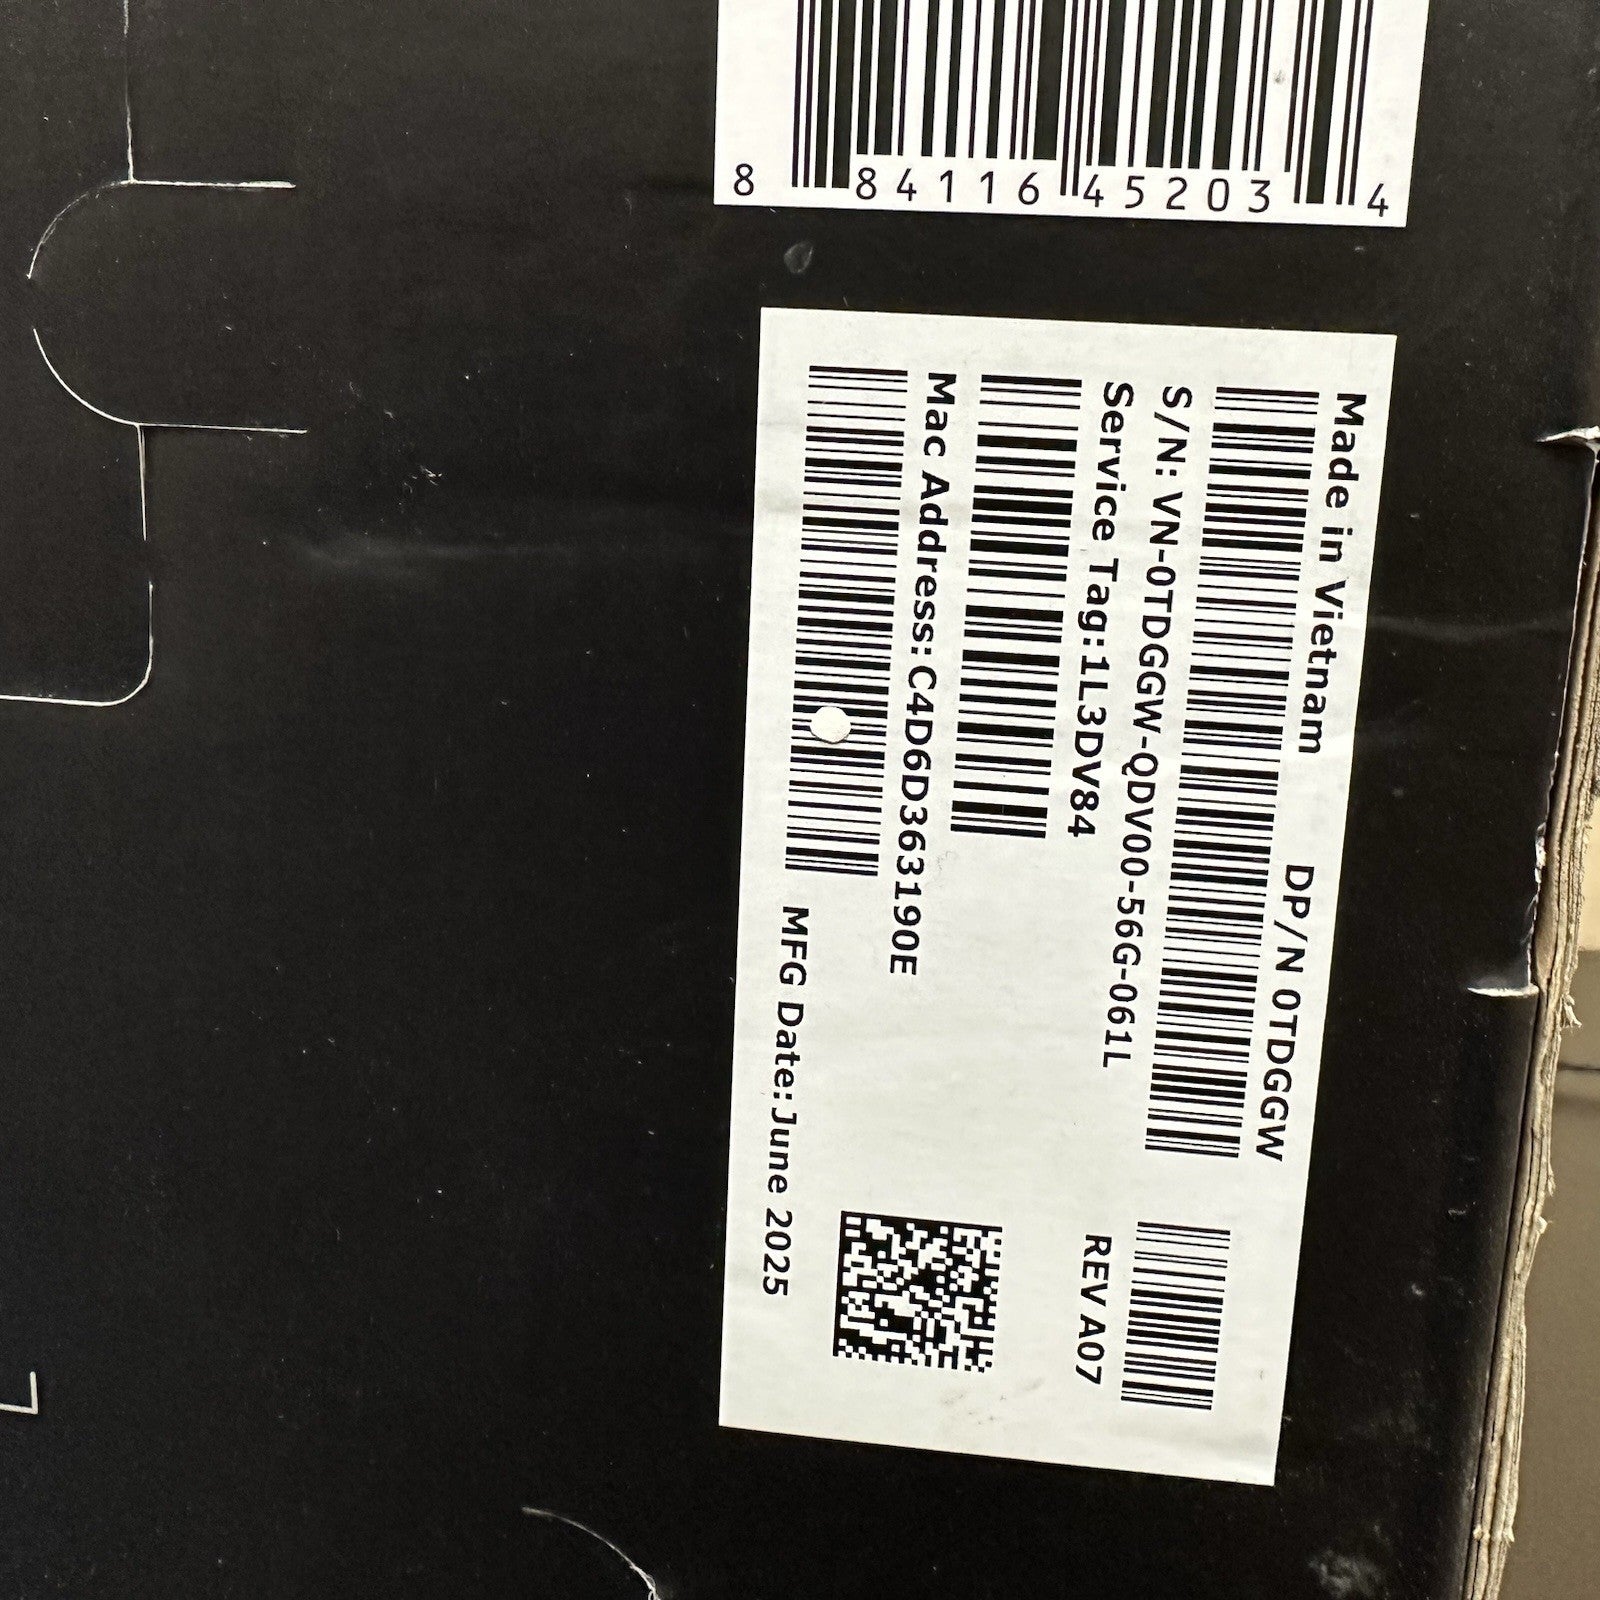 8 84116 45203 4
Made in Vietnam DP/N 0TDGGW
S/N: VN-0TDGGW-QDV00-56G-061L
REV A07
Service Tag:1L3DV84
Mac Address:C4D6D363190E
MFG Date:June 2025